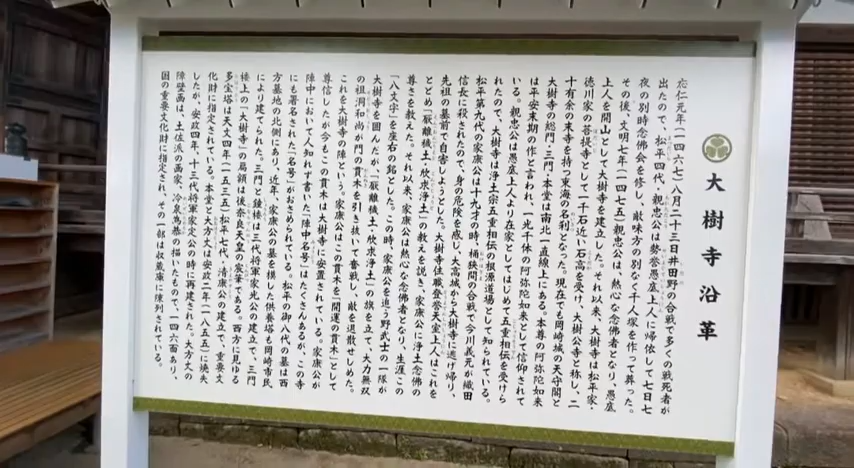 大樹寺沿革
応仁元年(一四六七)八月二十三日井田野の合戦で多くの戦死者が
出たので、松平四代、親忠公は勢誉愚底上人に帰依して七日七
夜の別時念佛会を修し、敵味方の別なく千人塚を作って葬った。
その後、文明七年(一四七五)親忠公は、熱心な念佛者となり、愚底
上人を開山として大樹寺を建立した。それ以来、大樹寺は松平家・
徳川家の菩提寺として一千石近い石高を受け、大樹公寺と称し、二
十有余の末寺を持つ東海の名刹となった。現在でも岡崎城の天守閣と
大樹寺の総門・三門・本堂は南北一直線上にある。本尊の阿弥陀如来
は平安末期の作と言われ、一光千体の阿弥陀如来として信仰されて
いる。親忠公は愚底上人より在家としてはじめて五重相伝を受けら
れたので、大樹寺は浄土宗五重相伝の根源道場として知られている。
松平第九代の家康公は十九才の時、桶狭間の合戦で今川義元が織田
信長に殺されたので、身の危険を感じ、大高城から大樹寺に逃げ帰り、
先祖の墓前で自害しようとした。大樹寺住職登誉天室上人はこれを
とどめ「厭離穢土・欣求浄土」の教えを説き、家康公に浄土念佛の
尊さを教えた。それ以来、家康公は熱心な念佛者となり、生涯この
「八文字」を座右の銘とした。この時、家康公を追う野武士の一隊が
大樹寺を囲んだが「厭離穢土・欣求浄土」の旗を立て、大力無双
の祖洞和尚が門の貫木を引き抜いて奮戦し、敵を退散せしめた。
これを大樹寺の陣という。家康公はこの貫木を「開運の貫木」として
尊信したが今もこの貫木は大樹寺に安置されている。家康公が
陣中において人知れず書いた「陣中名号」はたくさんあるが、この寺
にも署名された「名号」がおさめられている。松平の御八代の墓は西
方墓地の北側にあり、近年、家康公の墓を模した供養塔も岡崎市民
により建てられた。三門と鐘楼は三代将軍家光公の建立で、三門
楼上の「大樹寺」の扁額は後奈良天皇の宸筆である。西方に見ゆる
多宝塔は天文四年(一五三五)松平七代、清康公の建立で、重要文
化財に指定されている。本堂と大方丈は安政二年(一八五五)に焼失
したが、安政四年、十三代将軍家定公の時に再建された。大方丈の
障壁画は、土佐派の画家、冷泉為恭の描いたもので、一四六面あり、
国の重要文化財に指定され、その一部は収蔵庫に陳列されている。